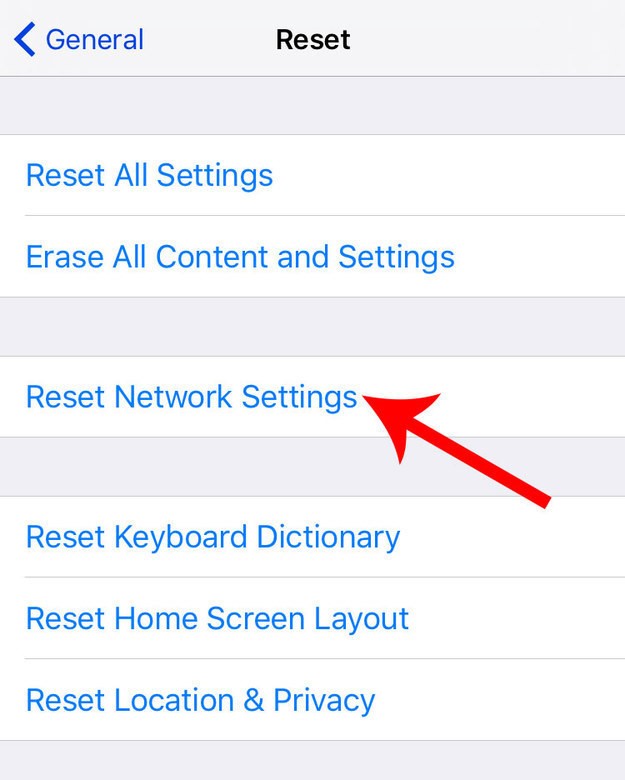 General
Reset
Reset All Settings
Erase All Content and Settings
Reset Network Settings
Reset Keyboard Dictionary
Reset Home Screen Layout
Reset Location & Privacy